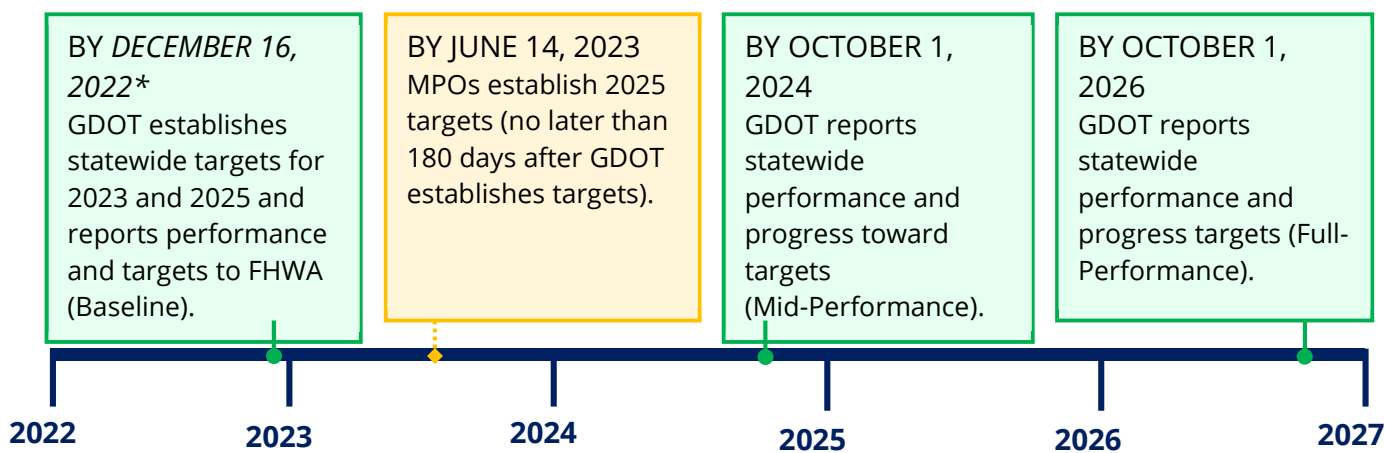 BY DECEMBER 16,
2022*
GDOT establishes
statewide targets for
2023 and 2025 and
reports performance
and targets to FHWA
(Baseline).
BY JUNE 14, 2023
MPOs establish 2025
targets (no later than
180 days after GDOT
establishes targets).
BY OCTOBER 1,
2024
GDOT reports
statewide
performance and
progress toward
targets
(Mid-Performance).
BY OCTOBER 1,
2026
GDOT reports
statewide
performance and
progress targets (Full-
Performance).
2022
2023
2024
2025
2026
2027